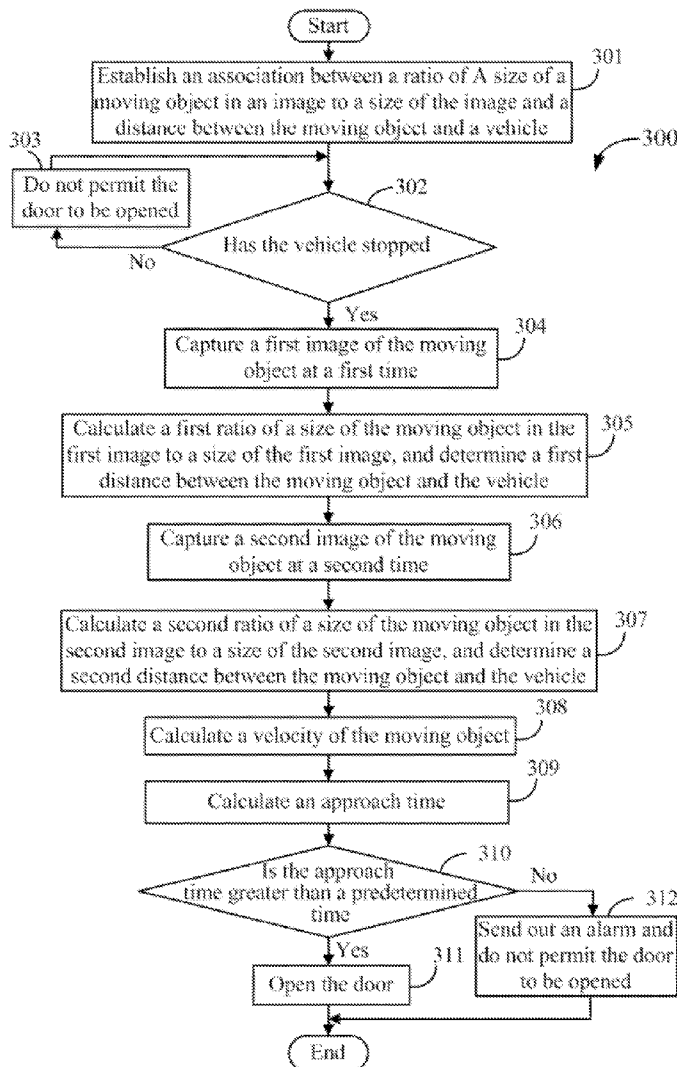 Start
Establish an association between a ratio of A size of a
moving object in an image to a size of the image and a
distance between the moving object and a vehicle
301
300
303
Do not permit the
door to be opened
302
Has the vehicle stopped
No
Yes
304
Capture a first image of the moving
object at a first time
Calculate a first ratio of a size of the moving object in the
first image to a size of the first image, and determine a first
distance between the moving object and the vehicle
305
306
Capture a second image of the moving
object at a second time
Calculate a second ratio of a size of the moving object in the
second image to a size of the second image, and determine a
second distance between the moving object and the vehicle
307
308
Calculate a velocity of the moving object
309
Calculate an approach time
310
Is the approach
time greater than a predetermined
time
No
312
Send out an alarm and
do not permit the door
to be opened
Yes
311
Open the door
End